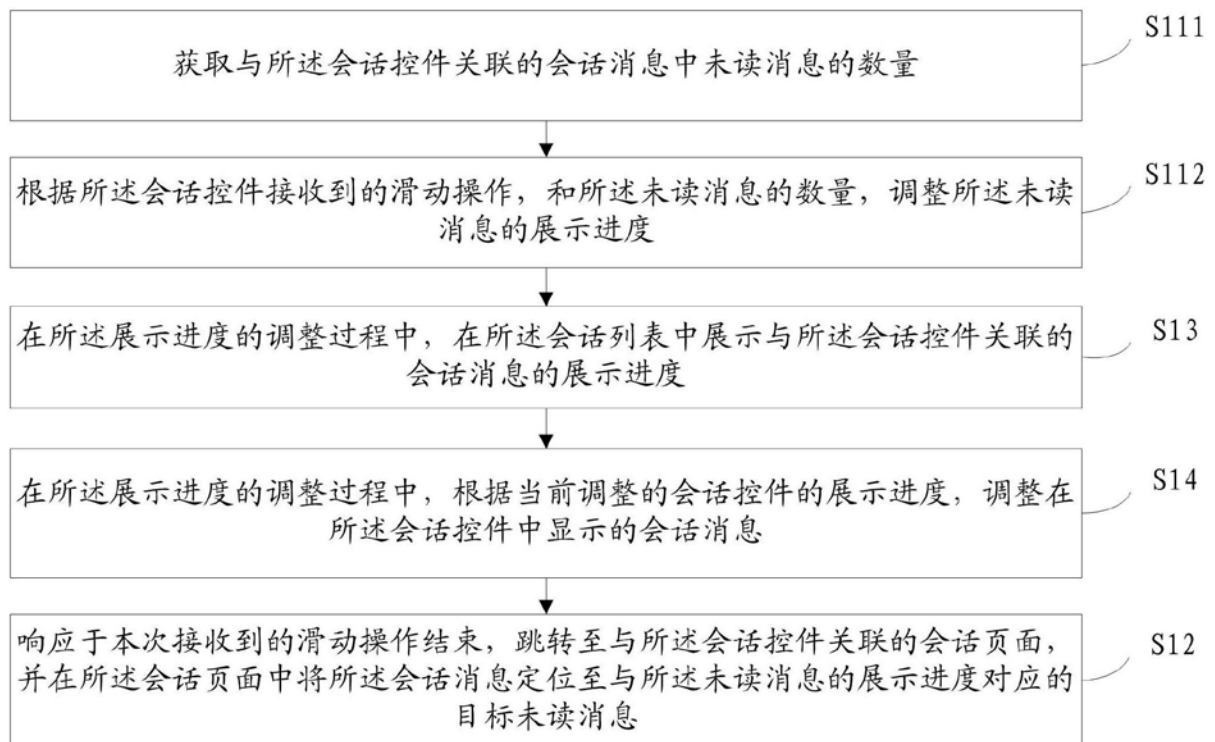 获取与所述会话控件关联的会话消息中未读消息的数量
S111
根据所述会话控件接收到的滑动操作，和所述未读消息的数量，调整所述未读
消息的展示进度
S112
在所述展示进度的调整过程中，在所述会话列表中展示与所述会话控件关联的
会话消息的展示进度
S13
在所述展示进度的调整过程中，根据当前调整的会话控件的展示进度，调整在
所述会话控件中显示的会话消息
S14
响应于本次接收到的滑动操作结束，跳转至与所述会话控件关联的会话页面，
并在所述会话页面中将所述会话消息定位至与所述未读消息的展示进度对应的
目标未读消息
S12